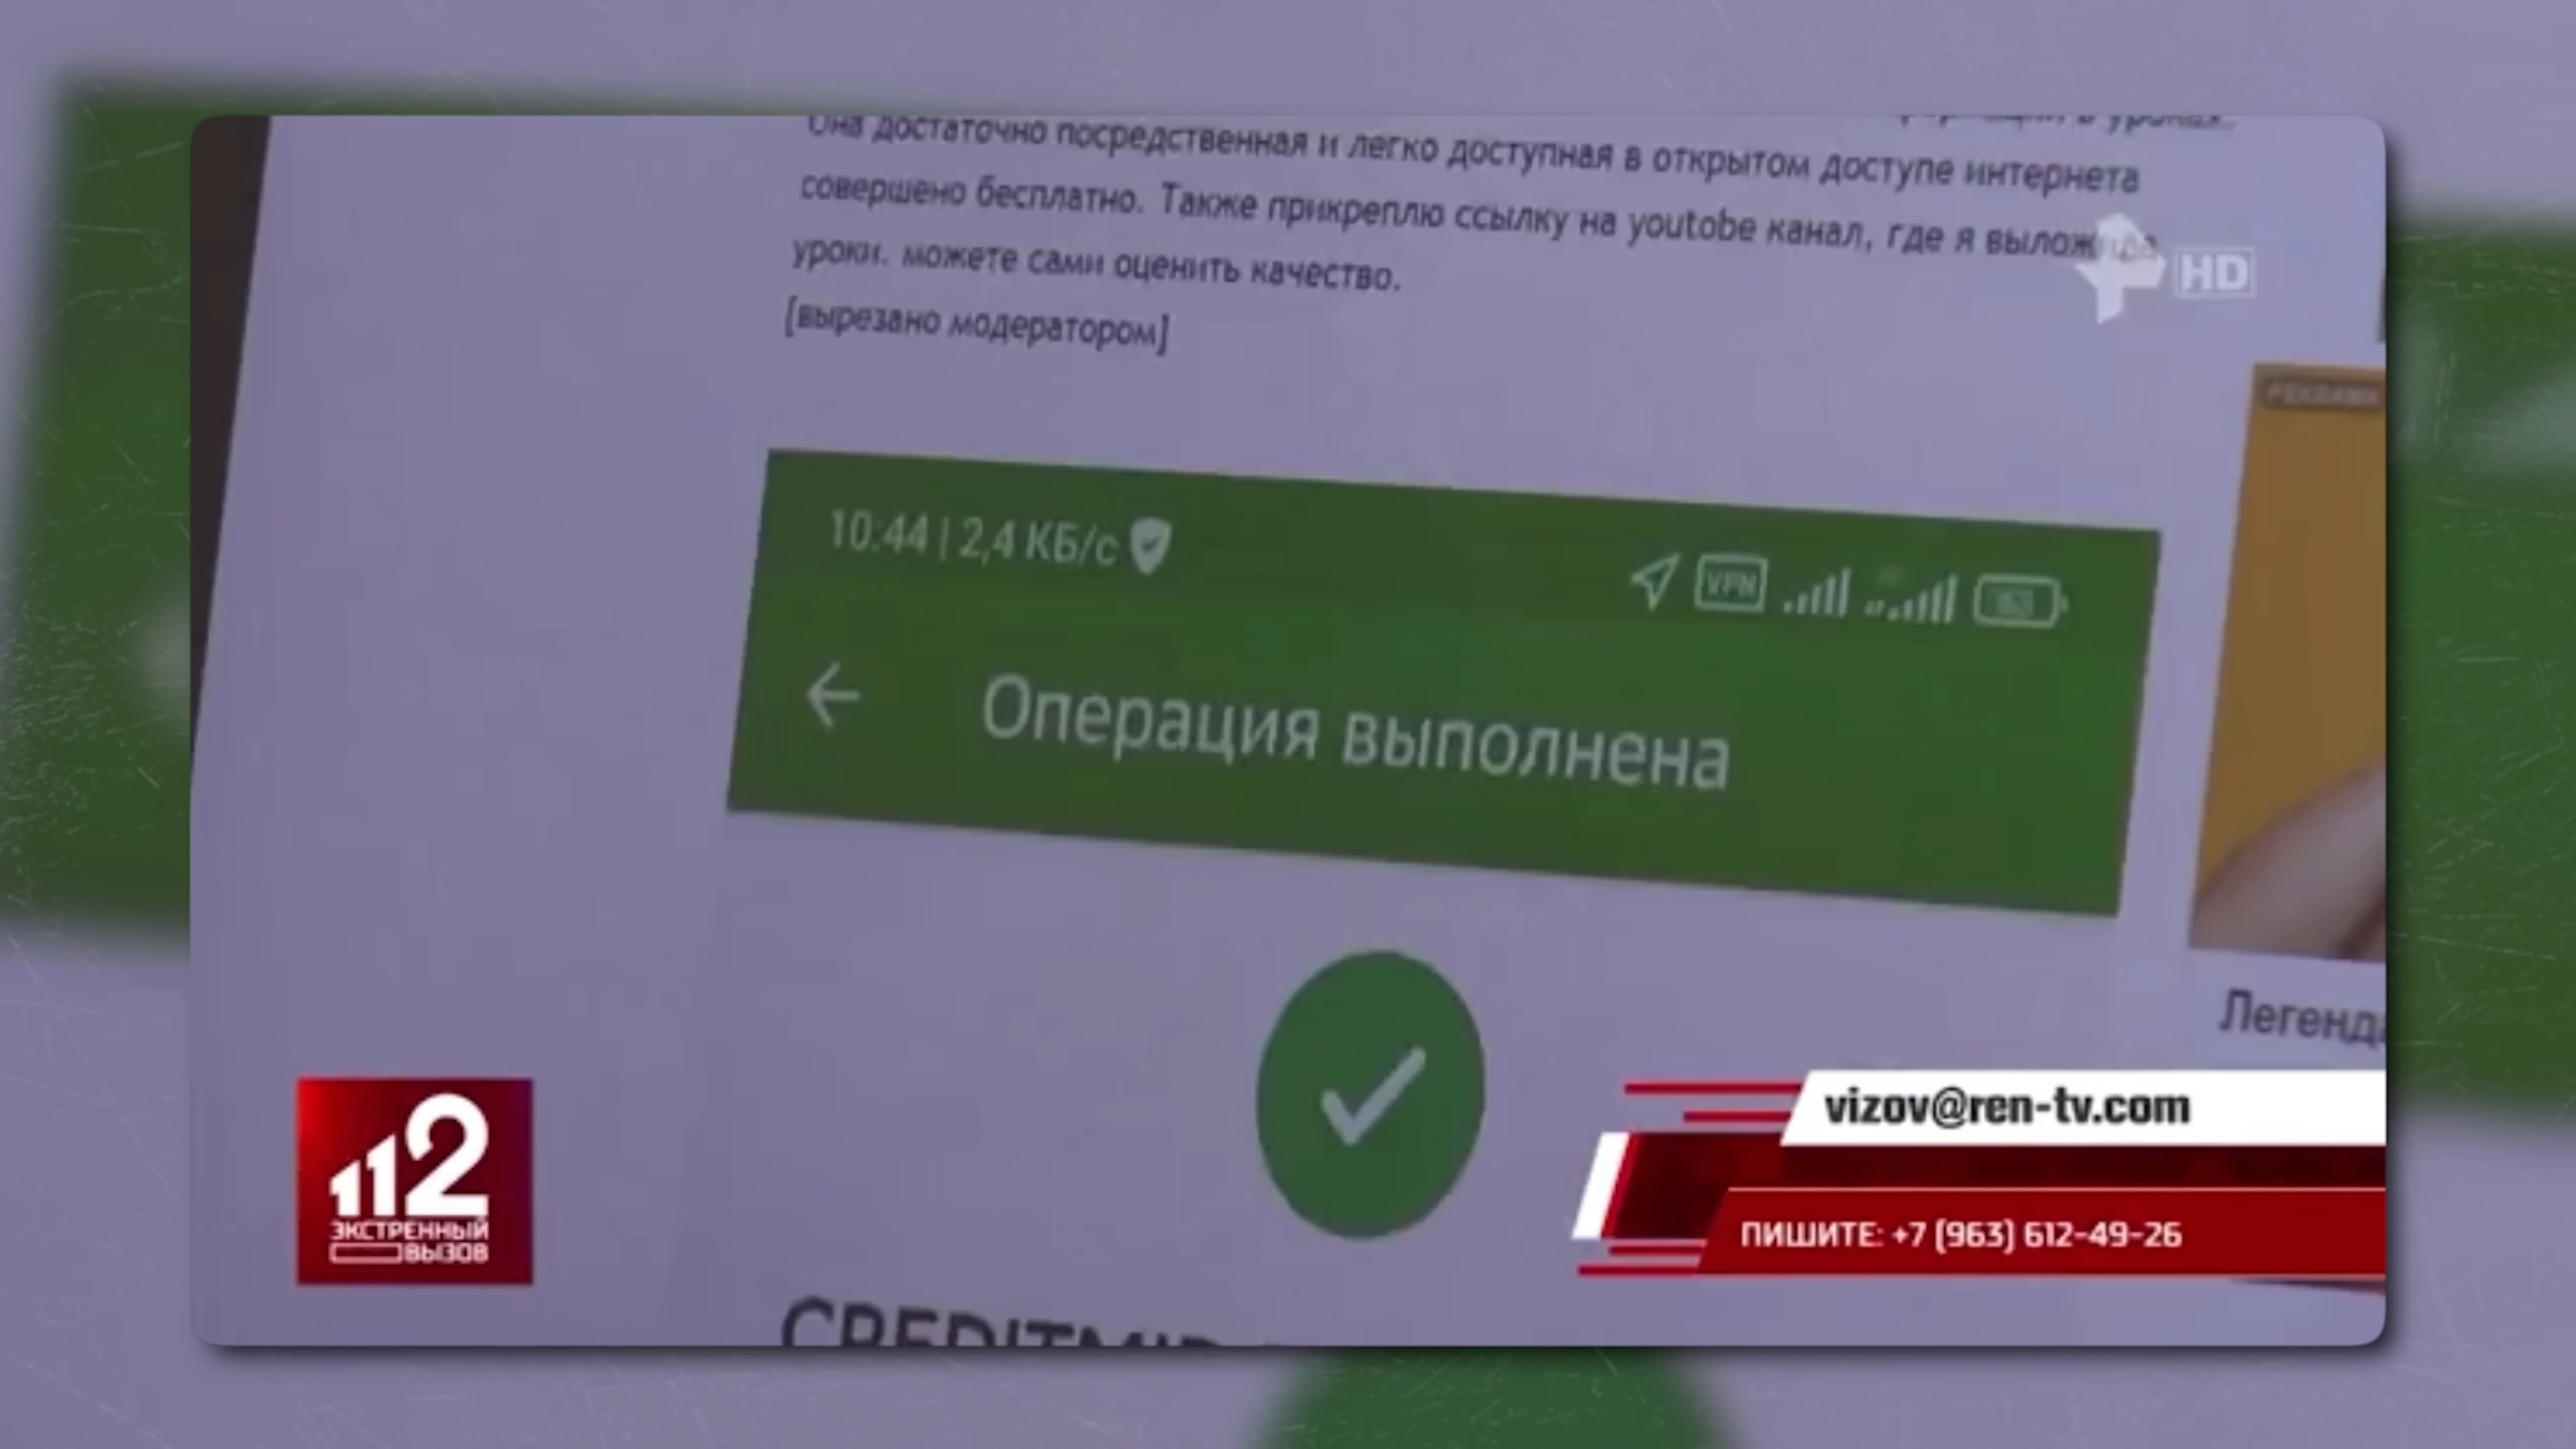 Она достаточно посредственная и легко доступная в открытом доступе интернета
совершено бесплатно. Также прикреплю ссылку на youtobe канал, где я
уроки. можете сами оценить качество.
[вырезано модератором]
HD
РЕКЛАМА
10:44 | 2,4 КБ/с
VPN
Операция выполнена
Легенд
vizov@ren-tv.com
112
ЭКСТРЕННЫЙ
ВЫЗОВ
ПИШИТЕ: +7 (963) 612-49-26